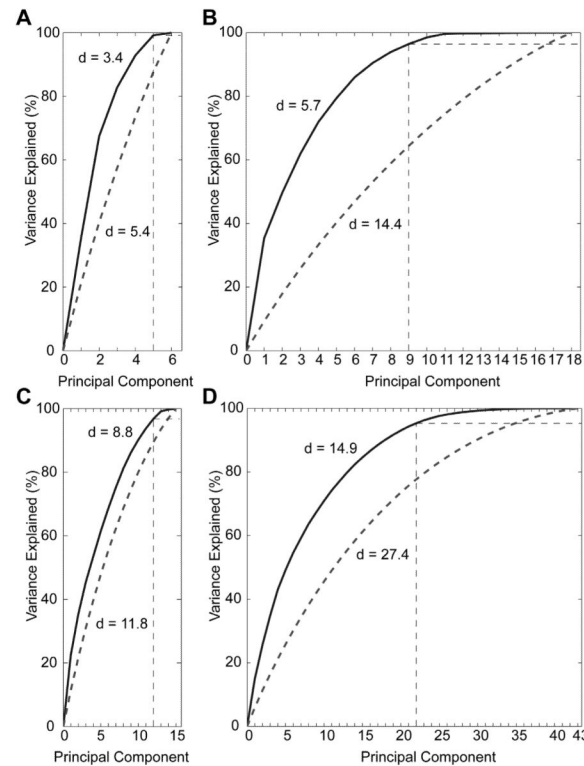 A
100
80
60
40
20
0
Variance Explained (%)
d = 3.4
d = 5.4
0 2 4 6
Principal Component
B
100
80
60
40
20
0
Variance Explained (%)
d = 5.7
d = 14.4
0 1 2 3 4 5 6 7 8 9 10 11 12 13 14 15 16 17 18
Principal Component
C
100
80
60
40
20
0
Variance Explained (%)
d = 8.8
d = 11.8
0 5 10 15
Principal Component
D
100
80
60
40
20
0
Variance Explained (%)
d = 14.9
d = 27.4
0 5 10 15 20 25 30 35 40 43
Principal Component